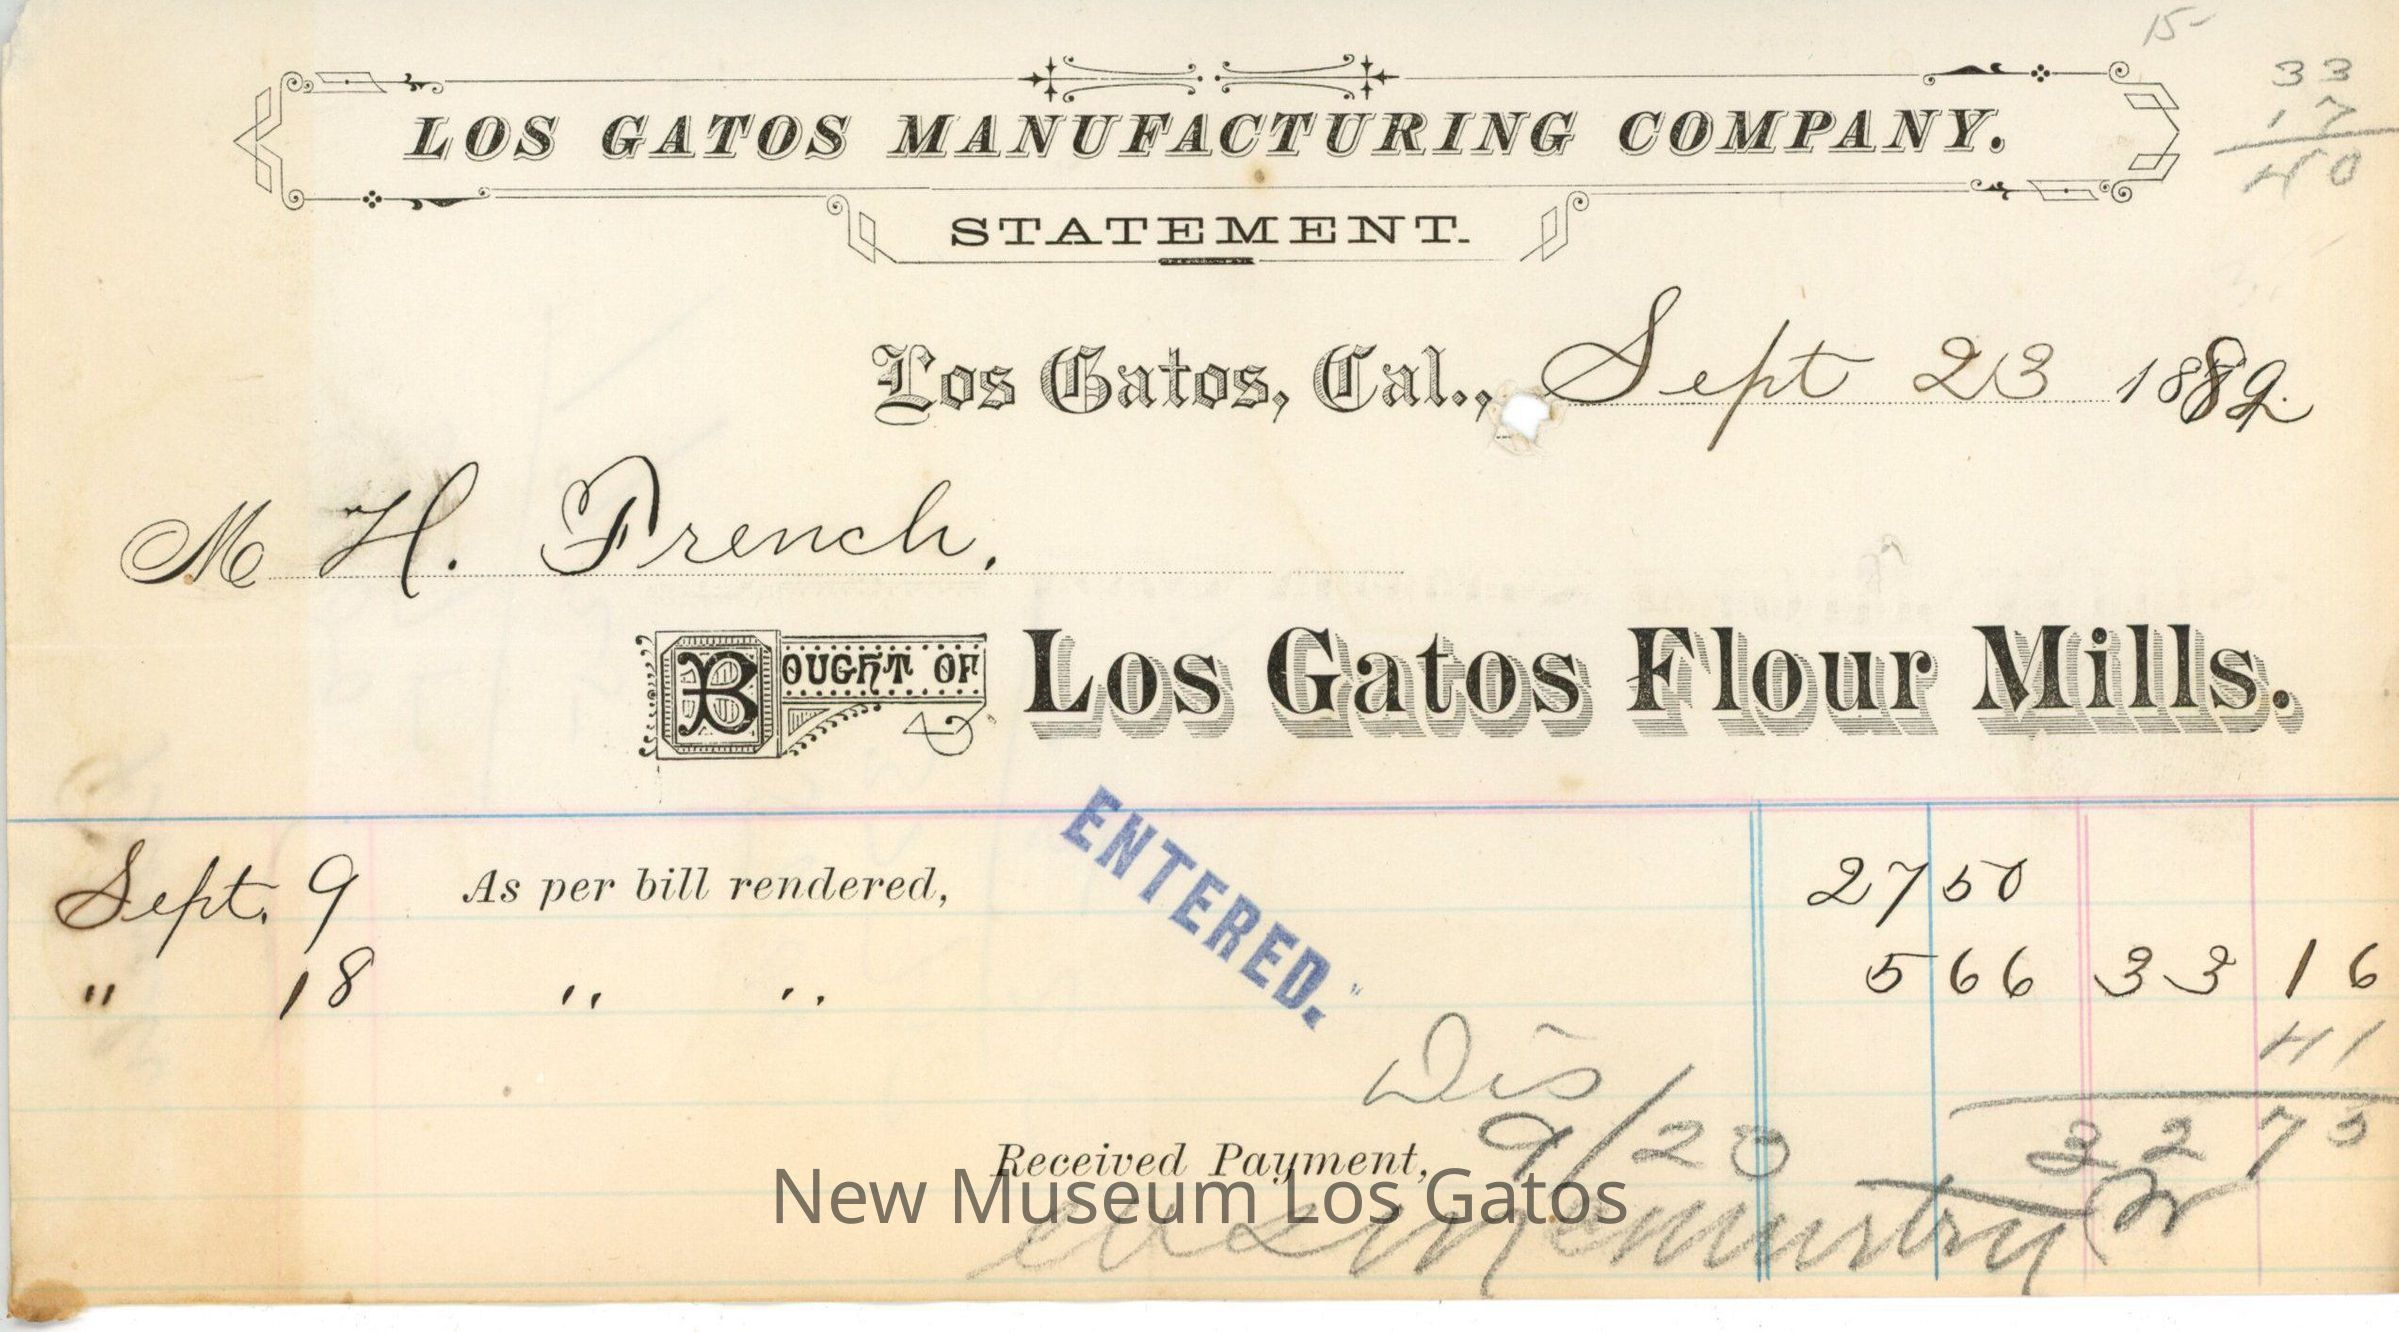 15-
33
17
40
LOS GATOS MANUFACTURING COMPANY.
STATEMENT.
Los Gatos, Cal., Sept 23 1882
M H. French.
BOUGHT OF Los Gatos Flour Mills.
ENTERED.
Sept. 9 As per bill rendered, 27 50
" 18 " " 5 66 33 16
Dis 41
Received Payment, 9/20 32 75
New Museum Los Gatos
McMurtry